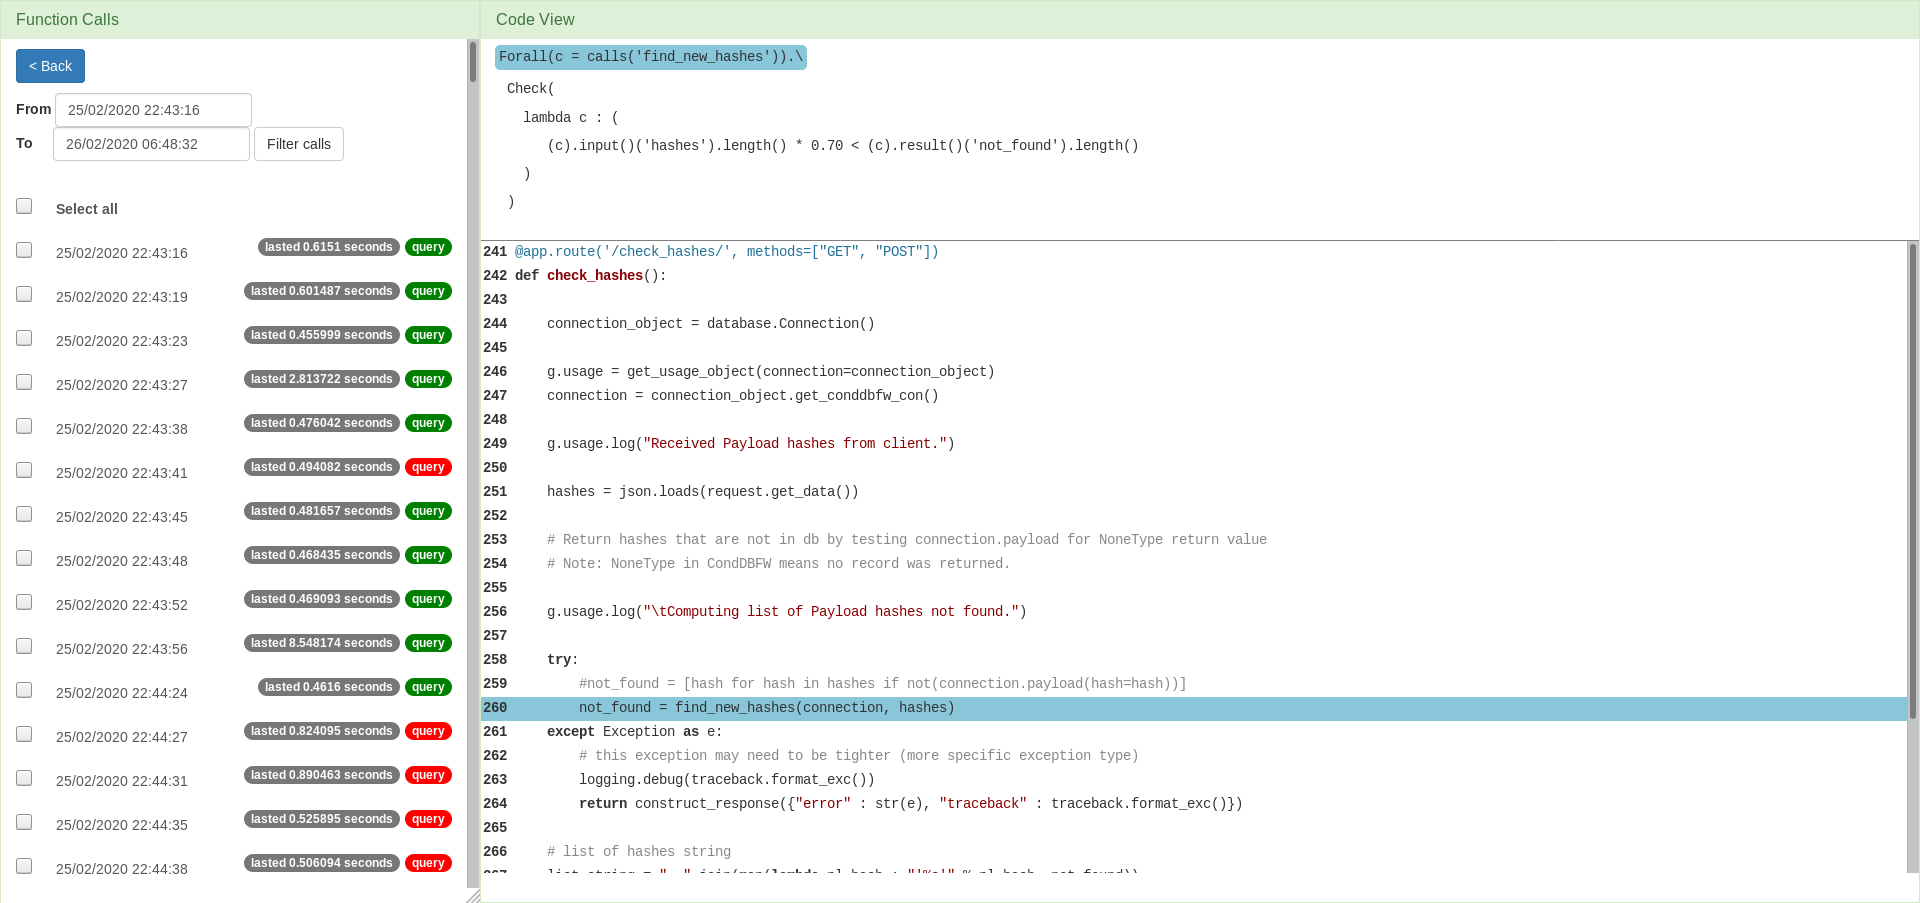 Function Calls
< Back
From 25/02/2020 22:43:16
To 26/02/2020 06:48:32 Filter calls
Select all
25/02/2020 22:43:16 lasted 0.6151 seconds query
25/02/2020 22:43:19 lasted 0.601487 seconds query
25/02/2020 22:43:23 lasted 0.455999 seconds query
25/02/2020 22:43:27 lasted 2.813722 seconds query
25/02/2020 22:43:38 lasted 0.476042 seconds query
25/02/2020 22:43:41 lasted 0.494082 seconds query
25/02/2020 22:43:45 lasted 0.481657 seconds query
25/02/2020 22:43:48 lasted 0.468435 seconds query
25/02/2020 22:43:52 lasted 0.469093 seconds query
25/02/2020 22:43:56 lasted 8.548174 seconds query
25/02/2020 22:44:24 lasted 0.4616 seconds query
25/02/2020 22:44:27 lasted 0.824095 seconds query
25/02/2020 22:44:31 lasted 0.890463 seconds query
25/02/2020 22:44:35 lasted 0.525895 seconds query
25/02/2020 22:44:38 lasted 0.506094 seconds query
Code View
Forall(c = calls('find_new_hashes')).\
Check(
lambda c : (
(c).input()('hashes').length() * 0.70 < (c).result()('not_found').length()
)
)
241 @app.route('/check_hashes/', methods=["GET", "POST"])
242 def check_hashes():
243
244 connection_object = database.Connection()
245
246 g.usage = get_usage_object(connection=connection_object)
247 connection = connection_object.get_conddbfw_con()
248
249 g.usage.log("Received Payload hashes from client.")
250
251 hashes = json.loads(request.get_data())
252
253 # Return hashes that are not in db by testing connection.payload for NoneType return value
254 # Note: NoneType in CondDBFW means no record was returned.
255
256 g.usage.log("\tComputing list of Payload hashes not found.")
257
258 try:
259 #not_found = [hash for hash in hashes if not(connection.payload(hash=hash))]
260 not_found = find_new_hashes(connection, hashes)
261 except Exception as e:
262 # this exception may need to be tighter (more specific exception type)
263 logging.debug(traceback.format_exc())
264 return construct_response({"error" : str(e), "traceback" : traceback.format_exc()})
265
266 # list of hashes string